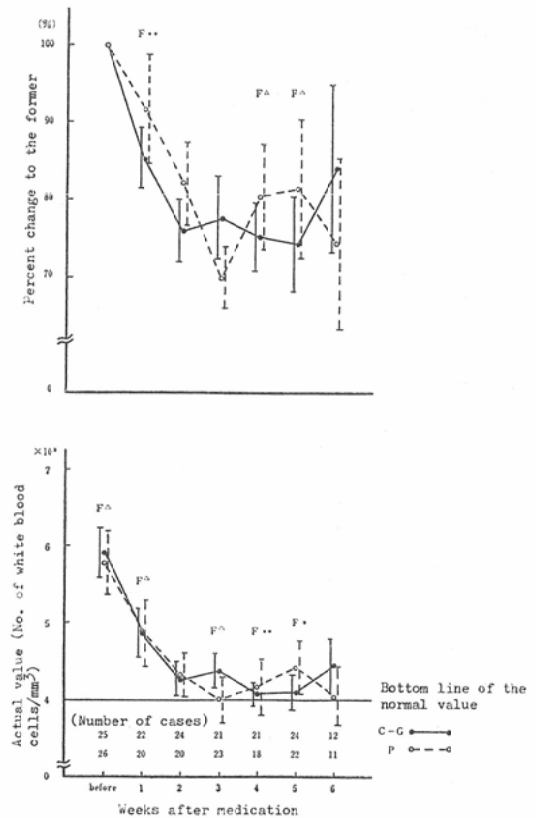 (%)
100
F **
90
F△ F△
80
70
0
Percent change to the former
7
6
5
4
0
Actual value (No. of white blood cells/mm³)
F△
F△
F△ F ** F *
(Number of cases)
25 22 24 21 21 24 12
26 20 20 23 18 22 11
before 1 2 3 4 5 6
Weeks after medication
Bottom line of the
normal value
C-G
P